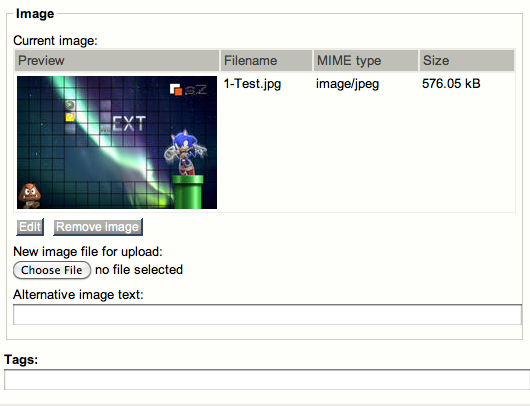 Image
Current image:
Preview Filename MIME type Size
1-Test.jpg image/jpeg 576.05 kB
EXT
Edit Remove image
New image file for upload:
Choose File no file selected
Alternative image text:
Tags: